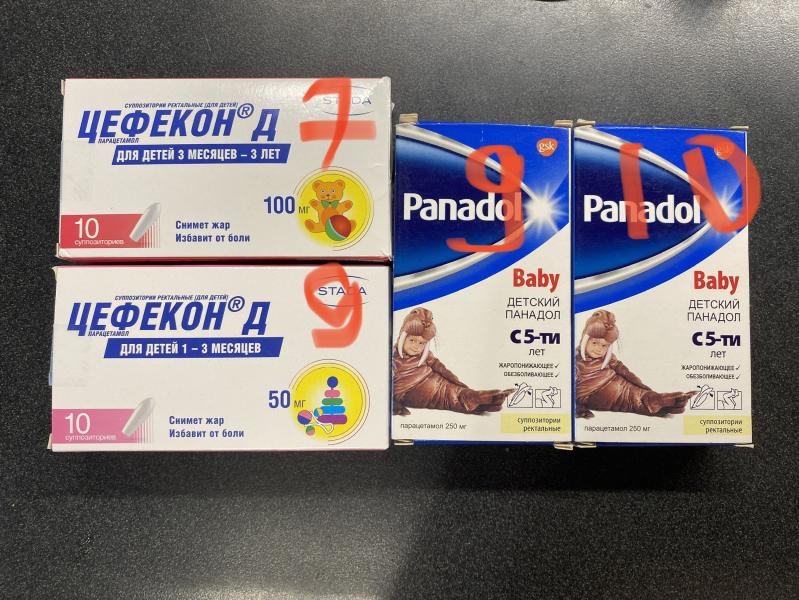 СУППОЗИТОРИИ РЕКТАЛЬНЫЕ (ДЛЯ ДЕТЕЙ)
STADA
ЦЕФЕКОН® Д
ПАРАЦЕТАМОЛ
ДЛЯ ДЕТЕЙ 3 МЕСЯЦЕВ – 3 ЛЕТ
7
100 мг
10
суппозиториев
Снимет жар
Избавит от боли
СУППОЗИТОРИИ РЕКТАЛЬНЫЕ (ДЛЯ ДЕТЕЙ)
STADA
ЦЕФЕКОН® Д
ПАРАЦЕТАМОЛ
ДЛЯ ДЕТЕЙ 1 – 3 МЕСЯЦЕВ
9
50 мг
10
суппозиториев
Снимет жар
Избавит от боли
gsk
Panadol
9
Baby
ДЕТСКИЙ
ПАНАДОЛ
С 5-ти
лет
ЖАРОПОНИЖАЮЩЕЕ ✓
ОБЕЗБОЛИВАЮЩЕЕ ✓
суппозитории
ректальные
парацетамол 250 мг
Panadol
10
Baby
ДЕТСКИЙ
ПАНАДОЛ
С 5-ти
лет
ЖАРОПОНИЖАЮЩЕЕ ✓
ОБЕЗБОЛИВАЮЩЕЕ ✓
суппозитории
ректальные
парацетамол 250 мг